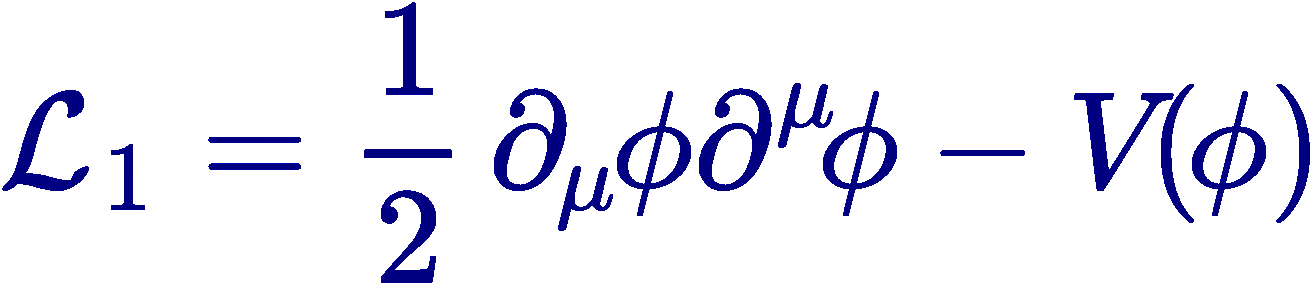 ℒ₁ = 1/2 ∂_μϕ∂^μϕ − V(ϕ)